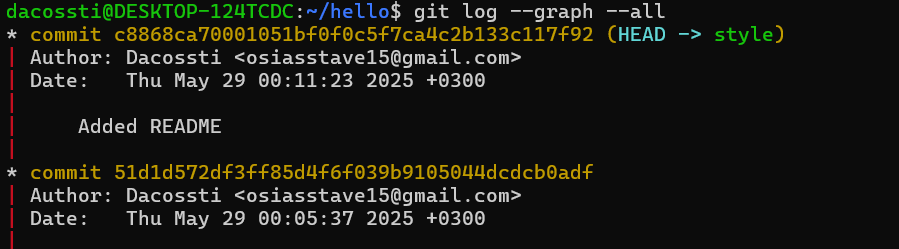 dacossti@DESKTOP-124TCDC:~/hello$ git log --graph --all
* commit c8868ca70001051bf0f0c5f7ca4c2b133c117f92 (HEAD -> style)
| Author: Dacossti <osiasstave15@gmail.com>
| Date:   Thu May 29 00:11:23 2025 +0300
|
|     Added README
|
* commit 51d1d572df3ff85d4f6f039b9105044dcdcb0adf
| Author: Dacossti <osiasstave15@gmail.com>
| Date:   Thu May 29 00:05:37 2025 +0300
|